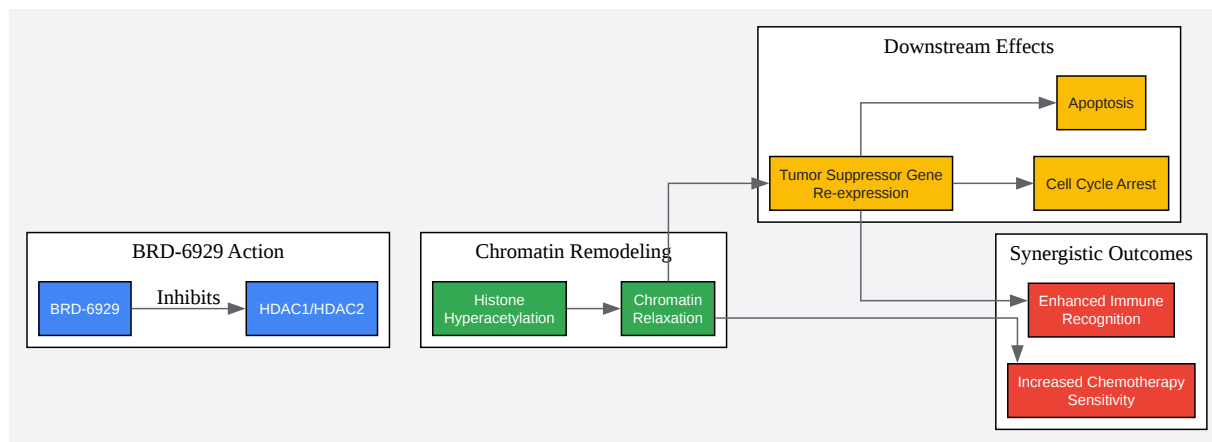 BRD-6929 Action
BRD-6929
Inhibits
HDAC1/HDAC2
Chromatin Remodeling
Histone
Hyperacetylation
Chromatin
Relaxation
Downstream Effects
Apoptosis
Tumor Suppressor Gene
Re-expression
Cell Cycle Arrest
Synergistic Outcomes
Enhanced Immune
Recognition
Increased Chemotherapy
Sensitivity